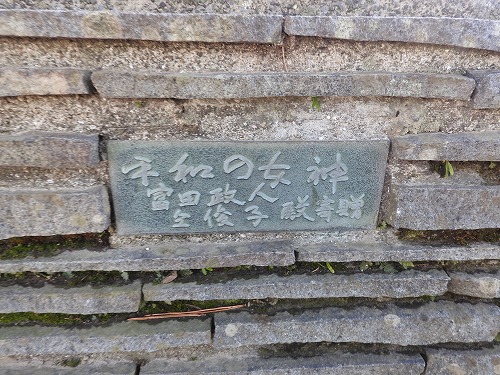 平和の女神
宮田政人
仝俊子 殿寄贈